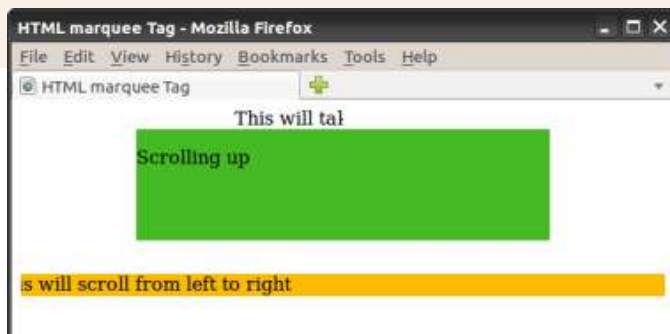 HTML marquee Tag - Mozilla Firefox
File Edit View History Bookmarks Tools Help
HTML marquee Tag
This will
Scrolling up
s will scroll from left to right